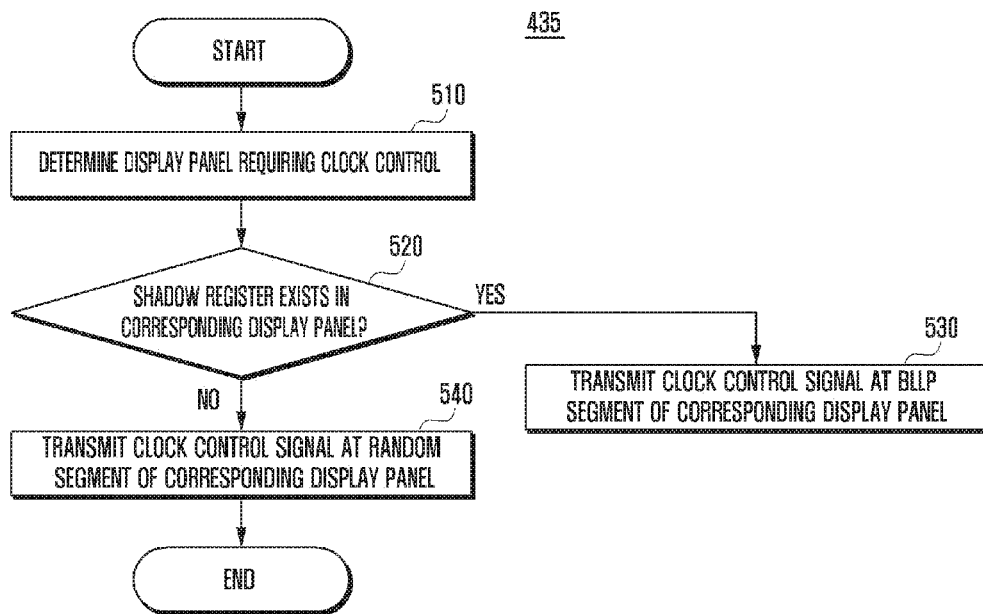 435
START
510
DETERMINE DISPLAY PANEL REQUIRING CLOCK CONTROL
520
SHADOW REGISTER EXISTS IN
CORRESPONDING DISPLAY PANEL?
YES
530
TRANSMIT CLOCK CONTROL SIGNAL AT BLLP
SEGMENT OF CORRESPONDING DISPLAY PANEL
NO
540
TRANSMIT CLOCK CONTROL SIGNAL AT RANDOM
SEGMENT OF CORRESPONDING DISPLAY PANEL
END